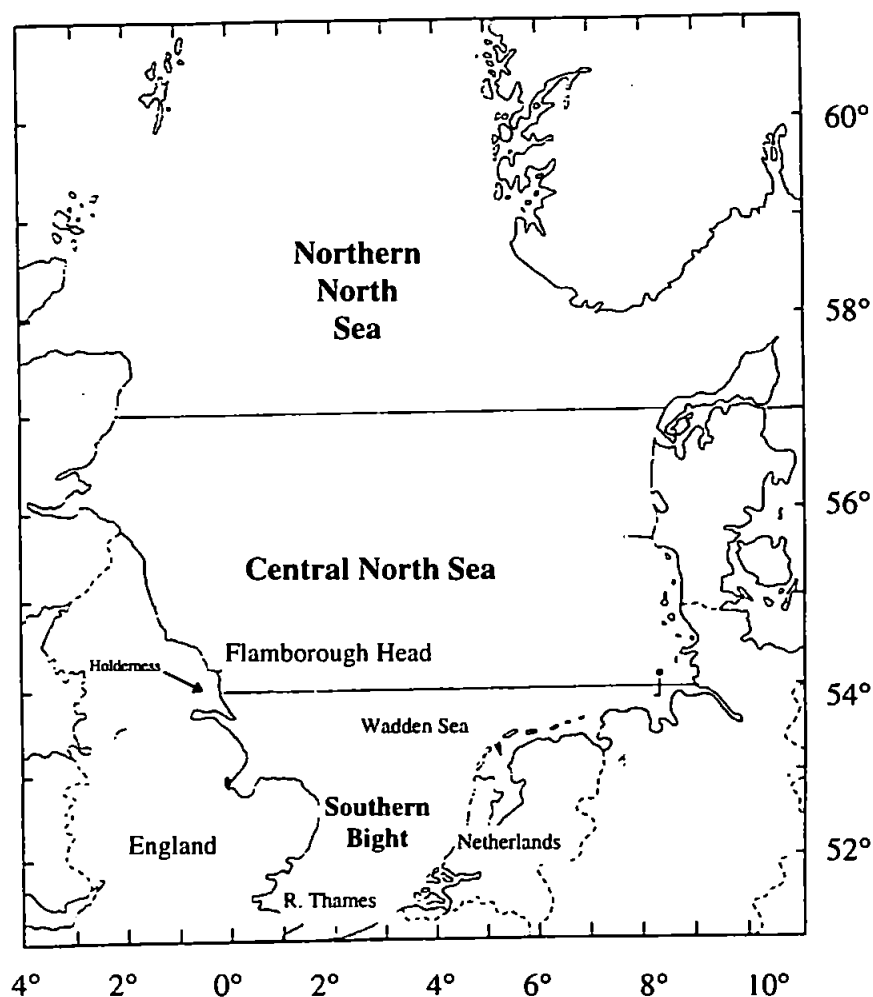 60°
Northern
North
Sea
58°
56°
Central North Sea
Flamborough Head
Holderness
54°
Wadden Sea
Southern
Bight
England
Netherlands
52°
R. Thames
4° 2° 0° 2° 4° 6° 8° 10°